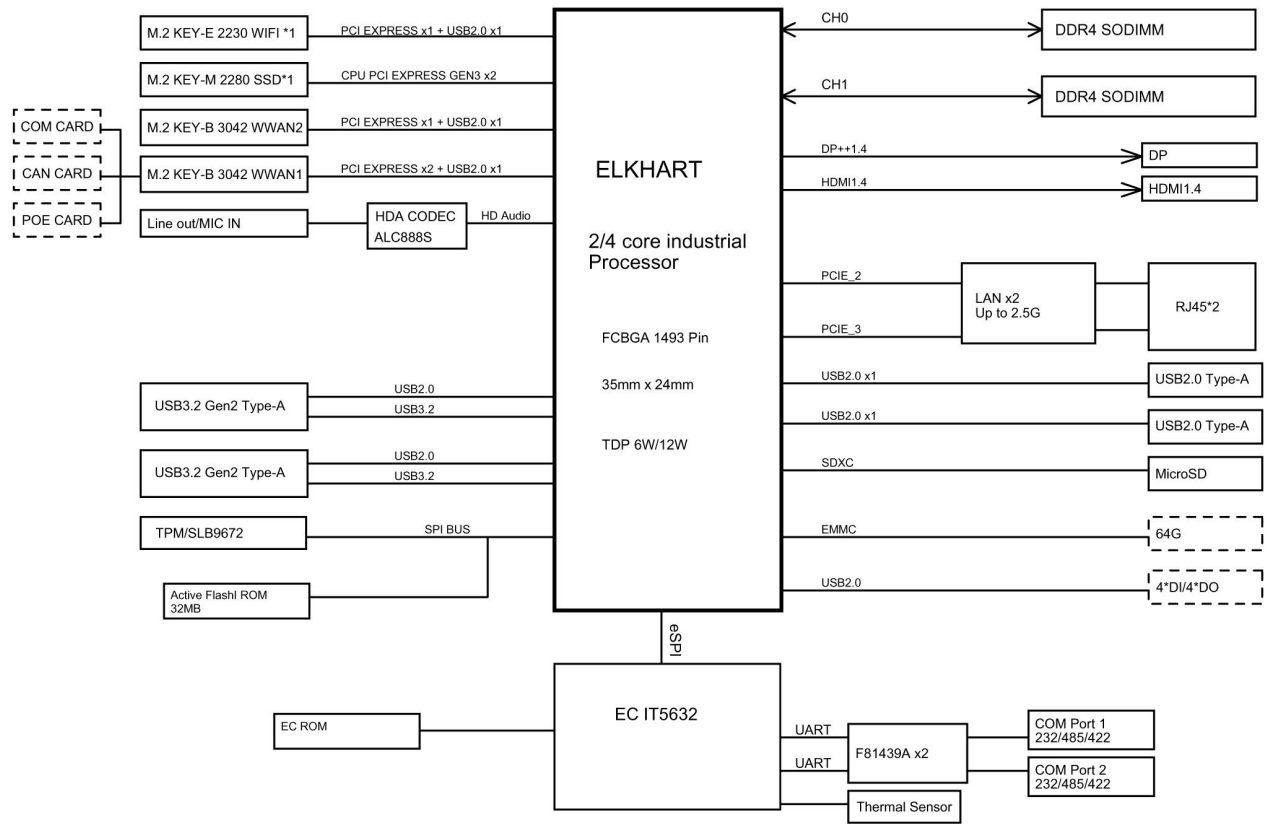 M.2 KEY-E 2230 WIFI *1
PCI EXPRESS x1 + USB2.0 x1
M.2 KEY-M 2280 SSD*1
CPU PCI EXPRESS GEN3 x2
COM CARD
M.2 KEY-B 3042 WWAN2
PCI EXPRESS x1 + USB2.0 x1
CAN CARD
M.2 KEY-B 3042 WWAN1
PCI EXPRESS x2 + USB2.0 x1
POE CARD
Line out/MIC IN
HDA CODEC
ALC888S
HD Audio
USB3.2 Gen2 Type-A
USB2.0
USB3.2
USB3.2 Gen2 Type-A
USB2.0
USB3.2
TPM/SLB9672
SPI BUS
Active FlashI ROM
32MB
ELKHART
2/4 core industrial
Processor
FCBGA 1493 Pin
35mm x 24mm
TDP 6W/12W
CH0
DDR4 SODIMM
CH1
DDR4 SODIMM
DP++1.4
DP
HDMI1.4
HDMI1.4
PCIE_2
LAN x2
Up to 2.5G
RJ45*2
PCIE_3
USB2.0 x1
USB2.0 Type-A
USB2.0 x1
USB2.0 Type-A
SDXC
MicroSD
EMMC
64G
USB2.0
4*DI/4*DO
eSPI
EC IT5632
EC ROM
UART
UART
F81439A x2
COM Port 1
232/485/422
COM Port 2
232/485/422
Thermal Sensor